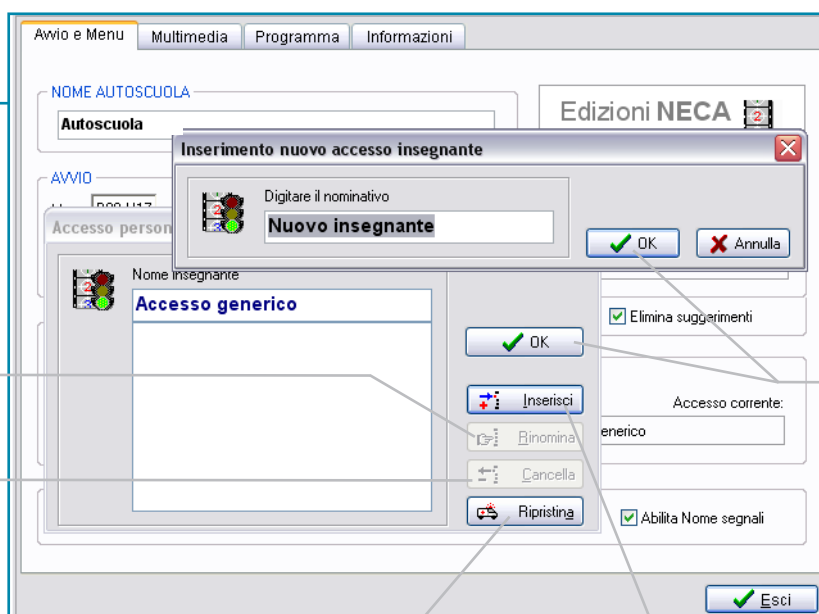 Avvio e Menu
Multimedia
Programma
Informazioni
NOME AUTOSCUOLA
Autoscuola
Edizioni NECA
Inserimento nuovo accesso insegnante
AVVIO
Digitare il nominativo
Nuovo insegnante
OK
Annulla
Accesso person
Nome insegnante
Accesso generico
Elimina suggerimenti
OK
Inserisci
Accesso corrente:
Rinomina
enerico
Cancella
Ripristina
Abilita Nome segnali
Esci